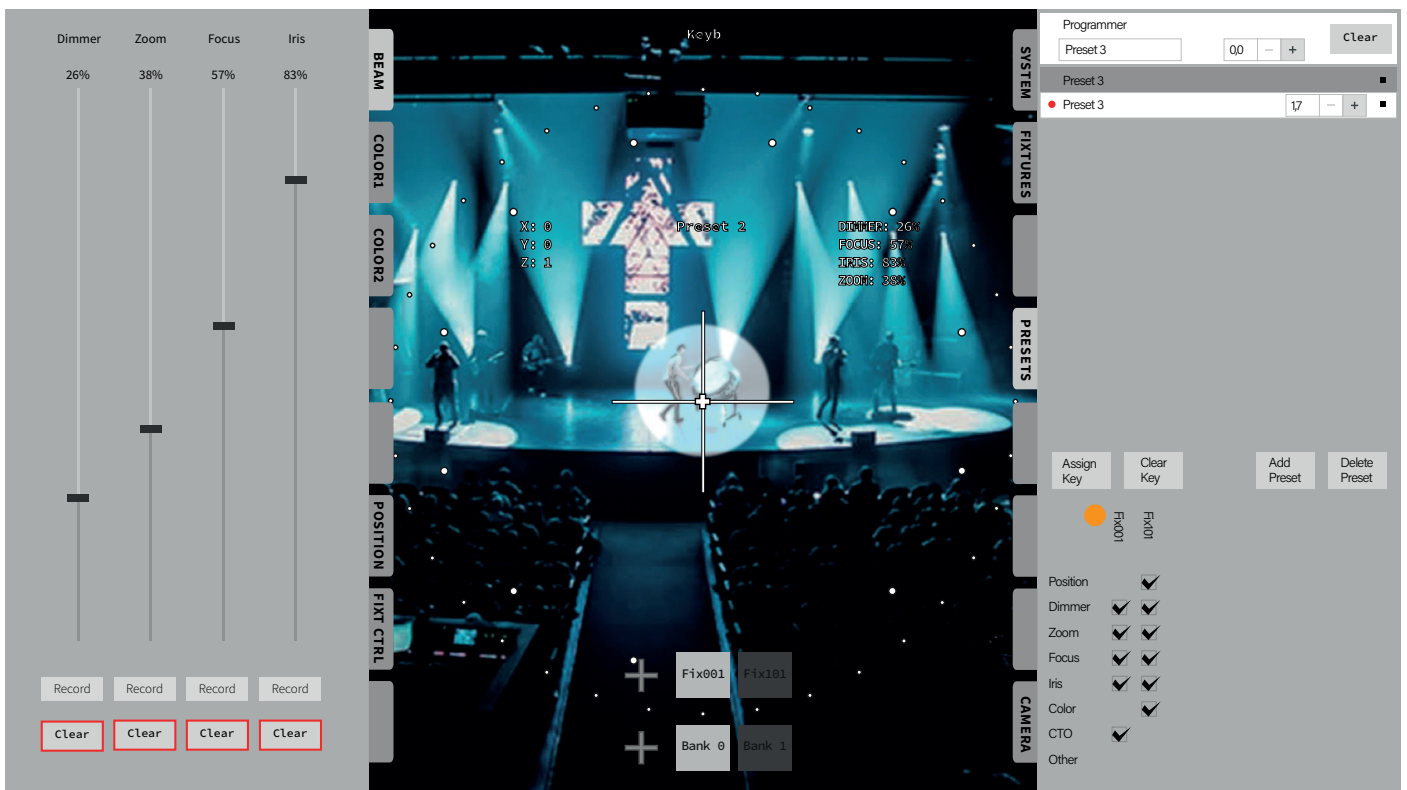 Dimmer Zoom Focus Iris
26% 38% 57% 83%
Record Record Record Record
Clear Clear Clear Clear
BEAM
COLOR1
COLOR2
POSITION
FIXT CTRL
Keyb
X: 0
Y: 0
Z: 1
Preset 2
DIMMER: 26%
FOCUS: 57%
IRIS: 83%
ZOOM: 38%
Fix001 Fix101
Bank 0 Bank 1
SYSTEM
FIXTURES
PRESETS
CAMERA
Programmer
Preset 3 0,0 − + Clear
Preset 3
Preset 3 1,7 − +
Assign Key
Clear Key
Add Preset
Delete Preset
Fix001 Fix101
Position
Dimmer
Zoom
Focus
Iris
Color
CTO
Other